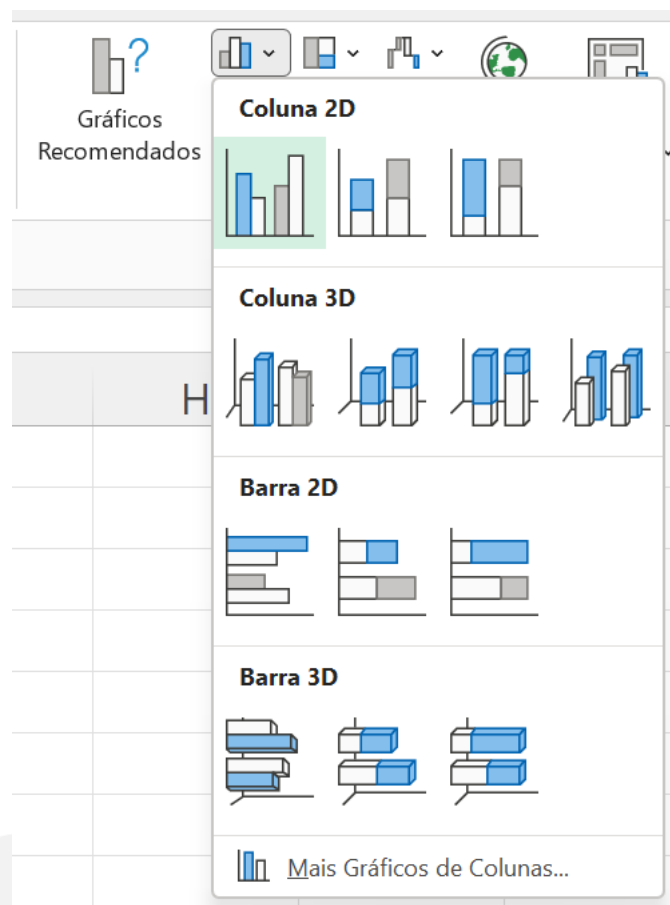 Gráficos
Recomendados
Coluna 2D
Coluna 3D
H
Barra 2D
Barra 3D
Mais Gráficos de Colunas...